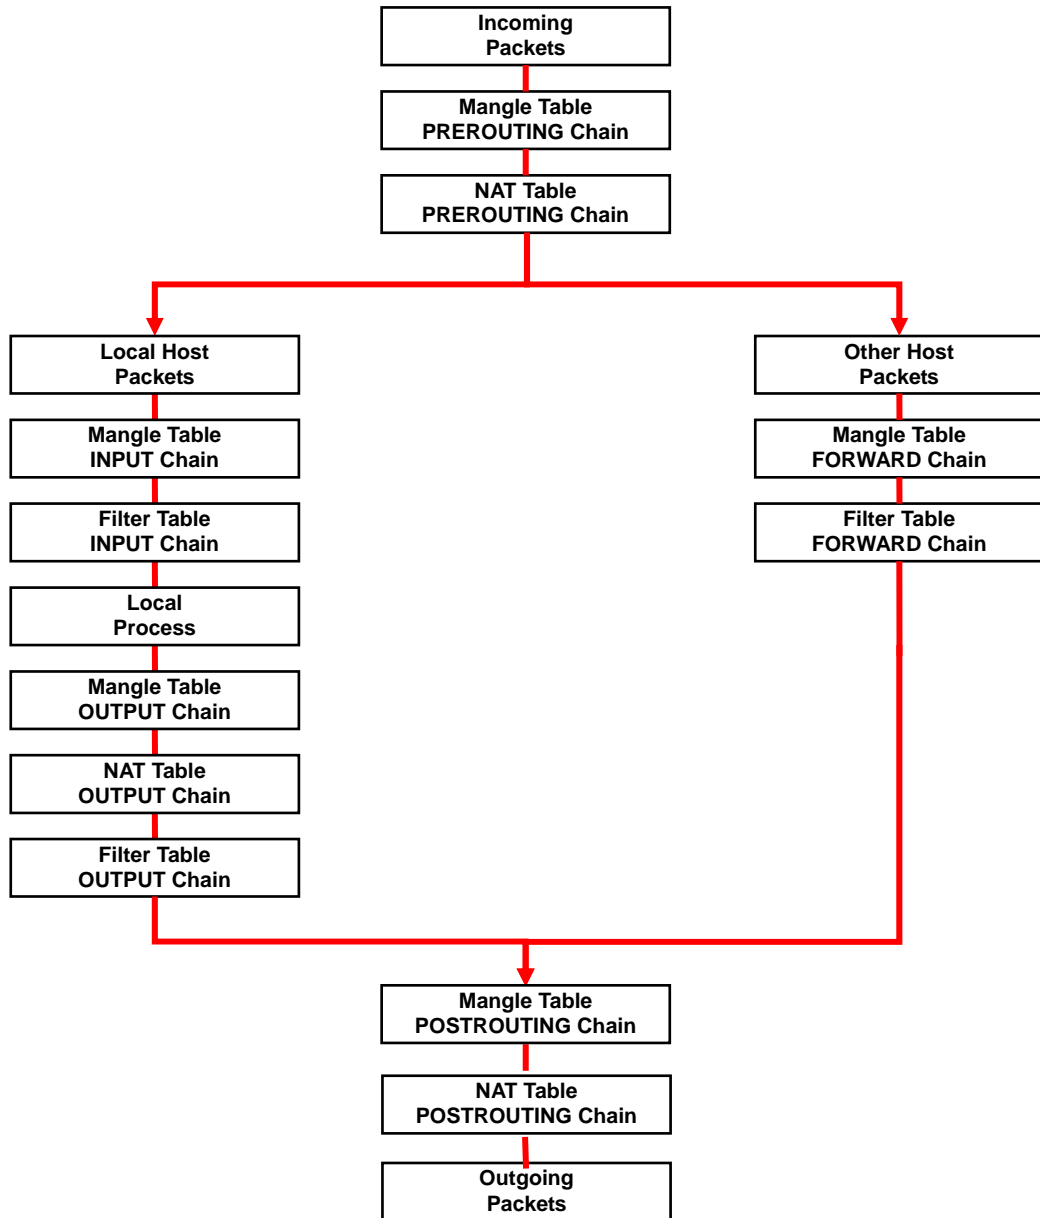 Incoming
Packets
Mangle Table
PREROUTING Chain
NAT Table
PREROUTING Chain
Local Host
Packets
Mangle Table
INPUT Chain
Filter Table
INPUT Chain
Local
Process
Mangle Table
OUTPUT Chain
NAT Table
OUTPUT Chain
Filter Table
OUTPUT Chain
Other Host
Packets
Mangle Table
FORWARD Chain
Filter Table
FORWARD Chain
Mangle Table
POSTROUTING Chain
NAT Table
POSTROUTING Chain
Outgoing
Packets